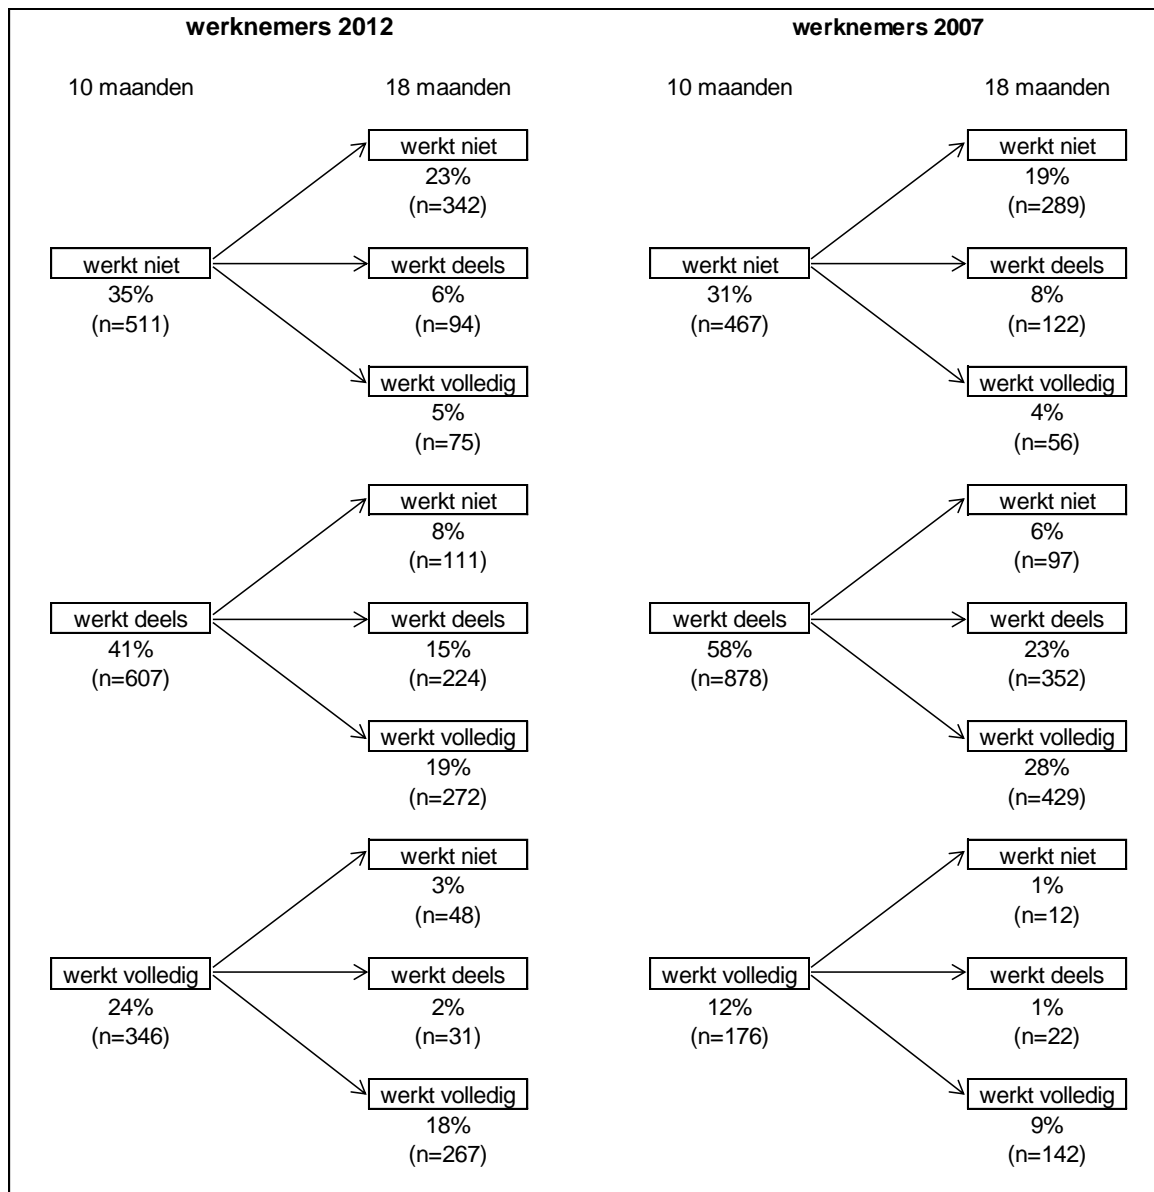 werknemers 2012
10 maanden
18 maanden
werkt niet
23%
(n=342)
werkt niet
35%
(n=511)
werkt deels
6%
(n=94)
werkt volledig
5%
(n=75)
werkt niet
8%
(n=111)
werkt deels
41%
(n=607)
werkt deels
15%
(n=224)
werkt volledig
19%
(n=272)
werkt niet
3%
(n=48)
werkt volledig
24%
(n=346)
werkt deels
2%
(n=31)
werkt volledig
18%
(n=267)
werknemers 2007
10 maanden
18 maanden
werkt niet
19%
(n=289)
werkt niet
31%
(n=467)
werkt deels
8%
(n=122)
werkt volledig
4%
(n=56)
werkt niet
6%
(n=97)
werkt deels
58%
(n=878)
werkt deels
23%
(n=352)
werkt volledig
28%
(n=429)
werkt niet
1%
(n=12)
werkt volledig
12%
(n=176)
werkt deels
1%
(n=22)
werkt volledig
9%
(n=142)